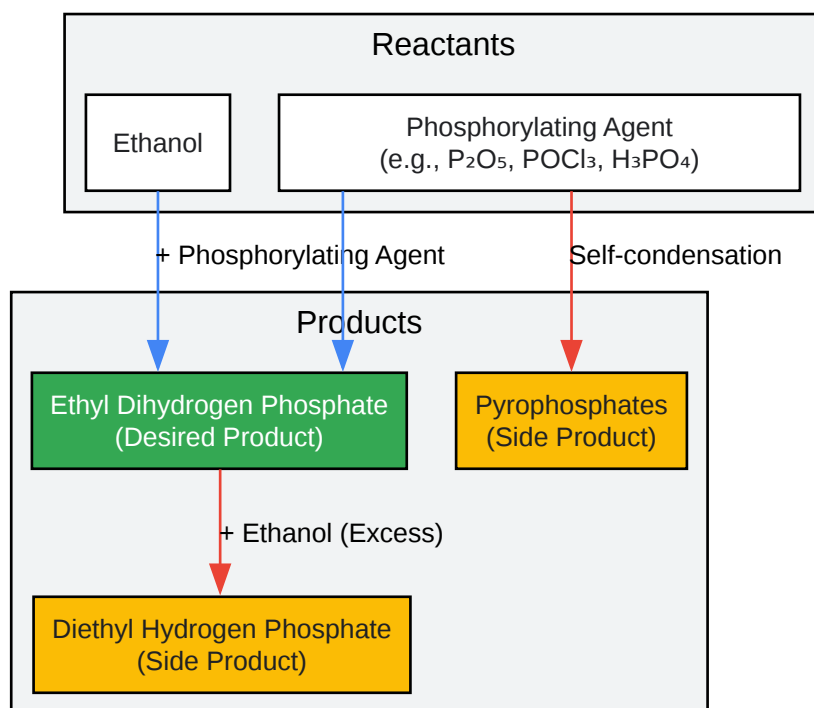 Reactants
Ethanol
Phosphorylating Agent
(e.g., P₂O₅, POCl₃, H₃PO₄)
+ Phosphorylating Agent
Self-condensation
Products
Ethyl Dihydrogen Phosphate
(Desired Product)
Pyrophosphates
(Side Product)
+ Ethanol (Excess)
Diethyl Hydrogen Phosphate
(Side Product)